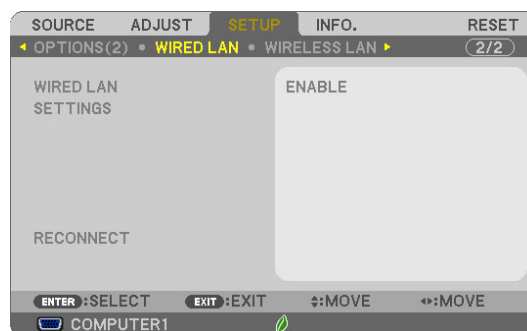 SOURCE ADJUST SETUP INFO. RESET
OPTIONS(2) • WIRED LAN • WIRELESS LAN 2/2
WIRED LAN ENABLE
SETTINGS
RECONNECT
ENTER :SELECT EXIT :EXIT :MOVE :MOVE
COMPUTER1